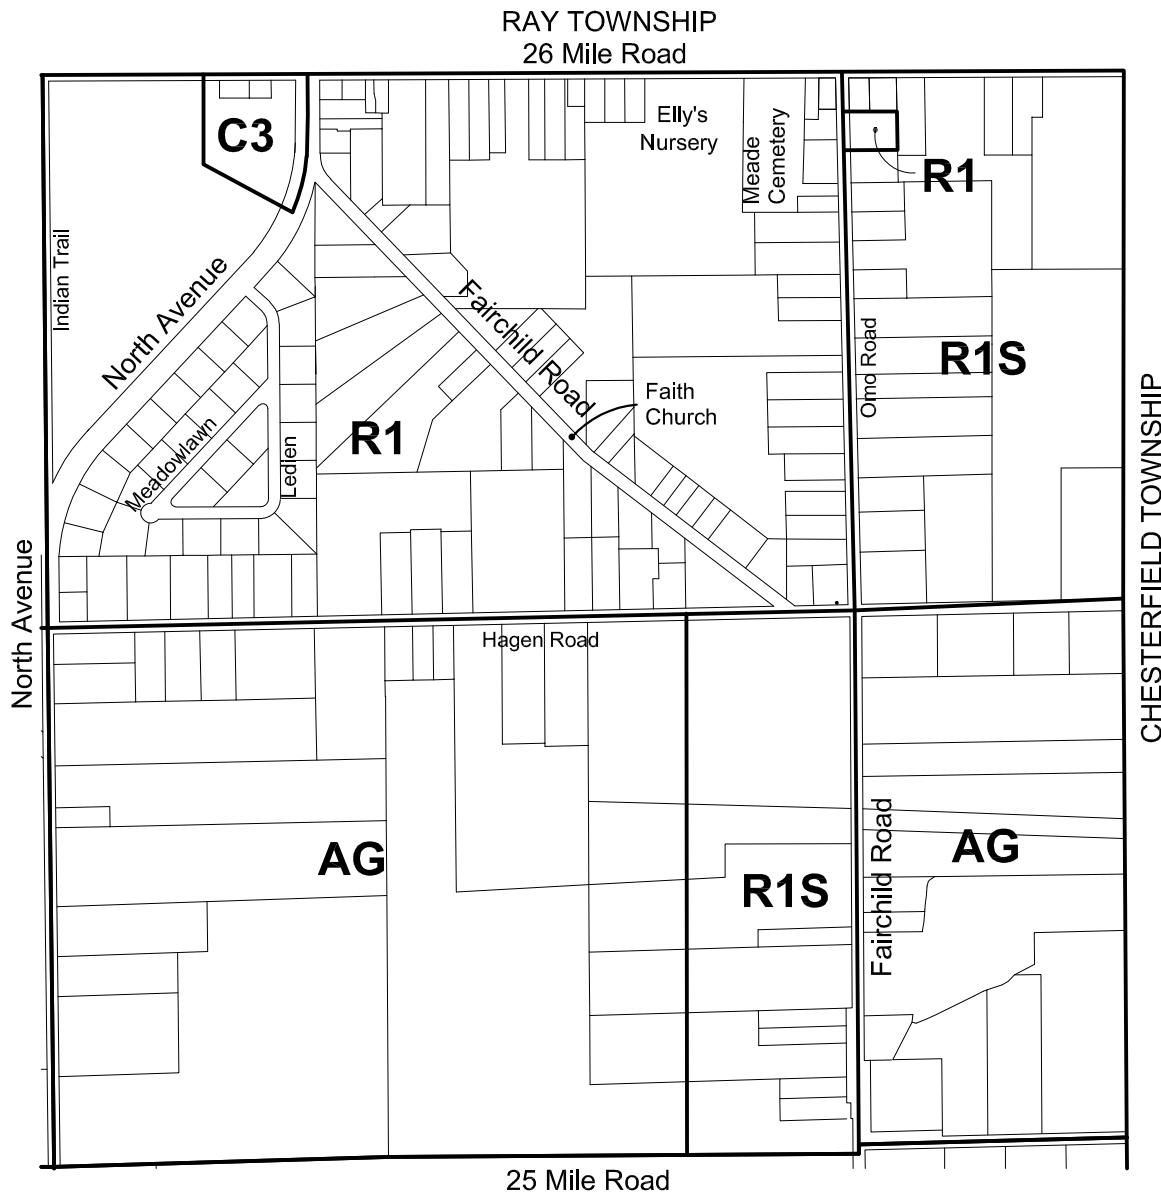 RAY TOWNSHIP
26 Mile Road
C3
Elly's
Nursery
Meade
Cemetery
R1
Indian Trail
North Avenue
Fairchild Road
Omo Road
R1S
Faith
Church
R1
Meadowlawn
Ledien
CHESTERFIELD TOWNSHIP
North Avenue
Hagen Road
AG
R1S
Fairchild Road
AG
25 Mile Road